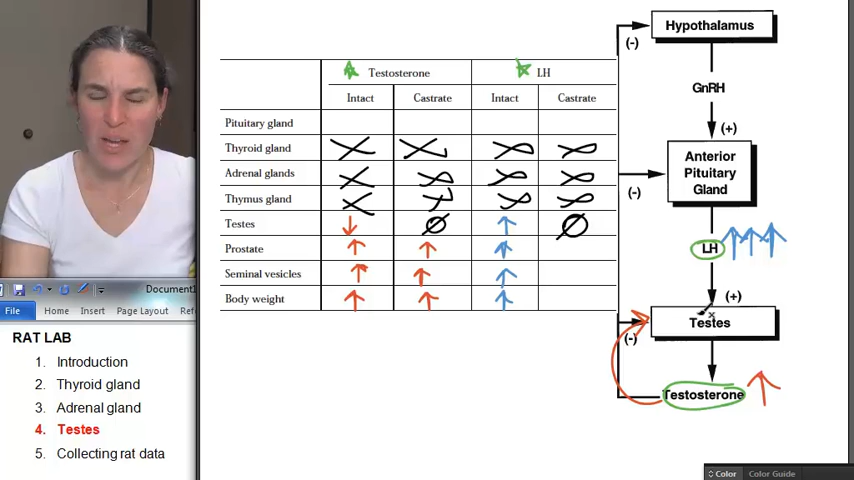 Hypothalamus
(-)
GnRH
(+)
Anterior
Pituitary
Gland
(-)
LH
(+)
Testes
(-)
Testosterone
Testosterone LH
Intact Castrate Intact Castrate
Pituitary gland
Thyroid gland
Adrenal glands
Thymus gland
Testes
Prostate
Seminal vesicles
Body weight
Document1
File Home Insert Page Layout Ref
RAT LAB
1. Introduction
2. Thyroid gland
3. Adrenal gland
4. Testes
5. Collecting rat data
Color Color Guide